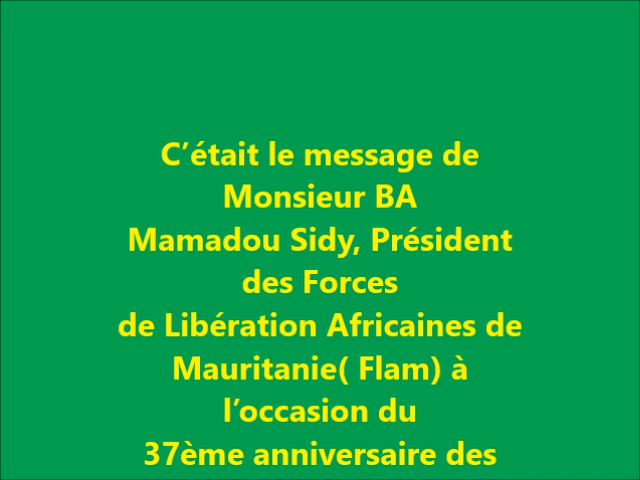 C’était le message de
Monsieur BA
Mamadou Sidy, Président
des Forces
de Libération Africaines de
Mauritanie( Flam) à
l’occasion du
37ème anniversaire des